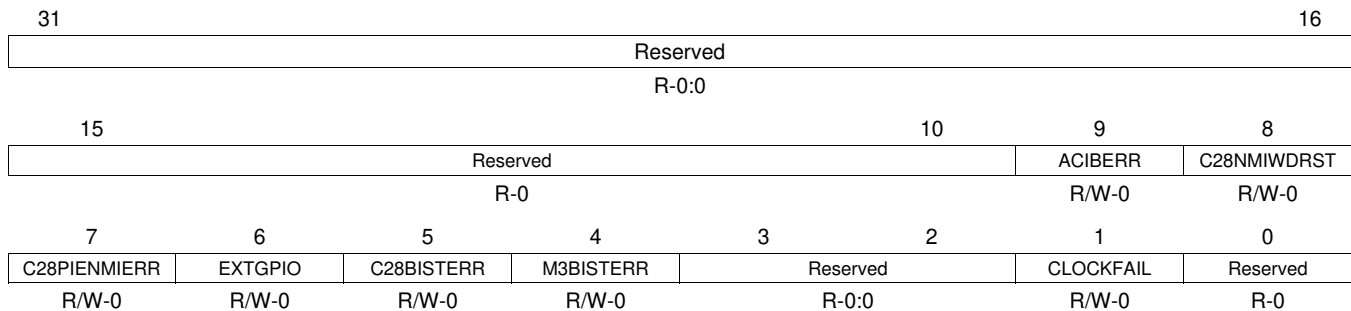 31 16
Reserved
R-0:0
15 10 9 8
Reserved ACIBERR C28NMIWDRST
R-0 R/W-0 R/W-0
7 6 5 4 3 2 1 0
C28PIENMIERR EXTGPIO C28BISTERR M3BISTERR Reserved CLOCKFAIL Reserved
R/W-0 R/W-0 R/W-0 R/W-0 R-0:0 R/W-0 R-0